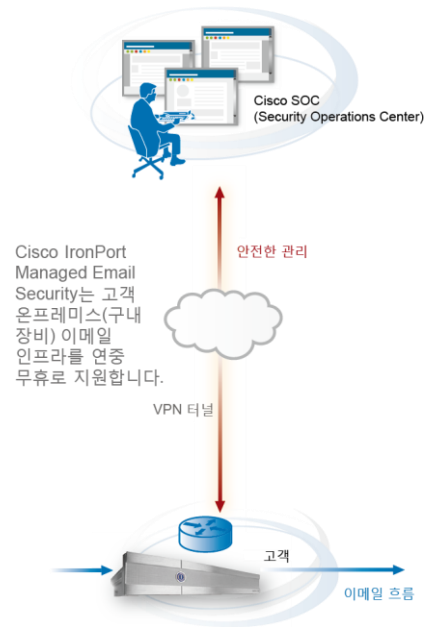 Cisco SOC
(Security Operations Center)
안전한 관리
Cisco IronPort
Managed Email
Security는 고객
온프레미스(구내
장비) 이메일
인프라를 연중
무휴로 지원합니다.
VPN 터널
고객
이메일 흐름